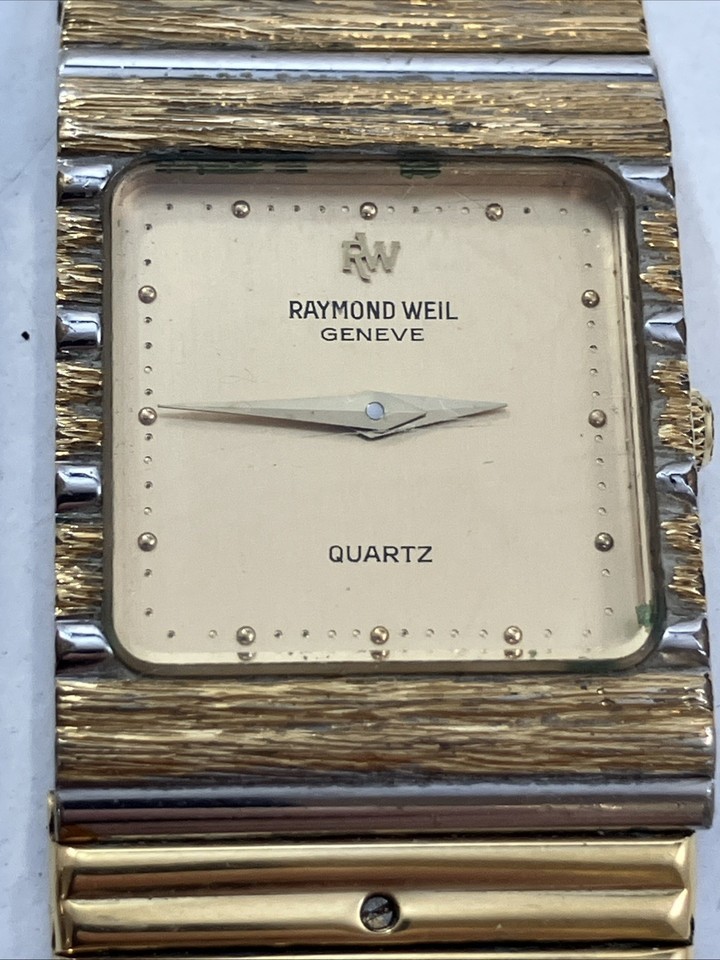 RW
RAYMOND WEIL
GENEVE
QUARTZ